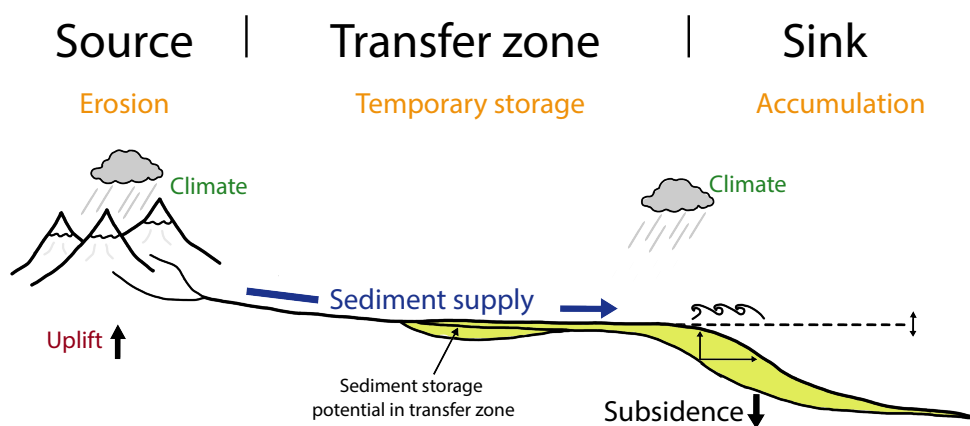 Source | Transfer zone | Sink
Erosion Temporary storage Accumulation
Climate
Climate
Sediment supply
Uplift
Sediment storage
potential in transfer zone
Subsidence